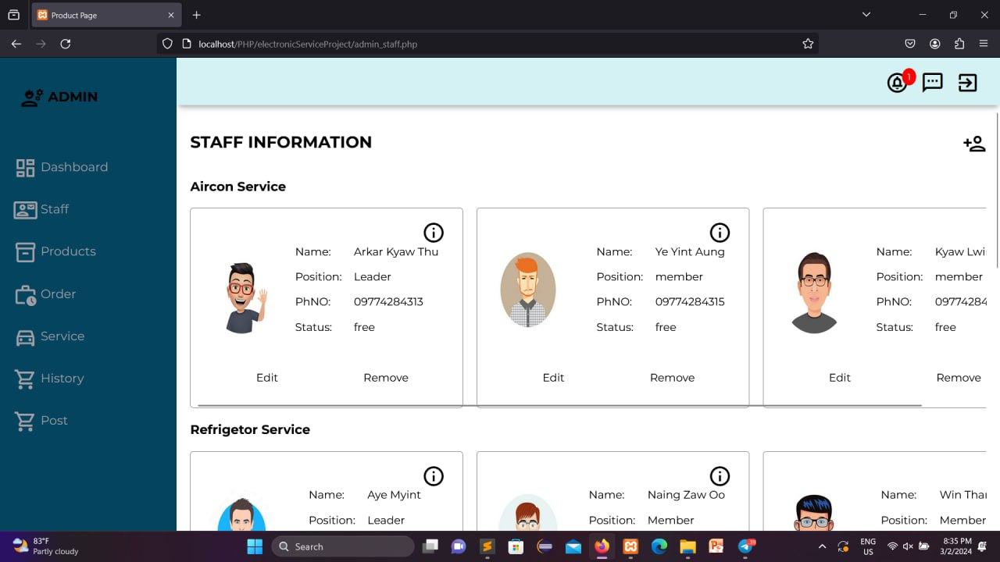 Product Page
localhost/PHP/electronicServiceProject/admin_staff.php
ADMIN
1
Dashboard
Staff
Products
Order
Service
History
Post
STAFF INFORMATION
Aircon Service
Name: Arkar Kyaw Thu
Position: Leader
PhNO: 09774284313
Status: free
Edit Remove
Name: Ye Yint Aung
Position: member
PhNO: 09774284315
Status: free
Edit Remove
Name: Kyaw Lwi
Position: member
PhNO: 09774284
Status: free
Edit Remove
Refrigetor Service
Name: Aye Myint
Position: Leader
Name: Naing Zaw Oo
Position: Member
Name: Win Tha
Position: Member
83°F
Partly cloudy
Search
ENG
US
8:35 PM
3/2/2024